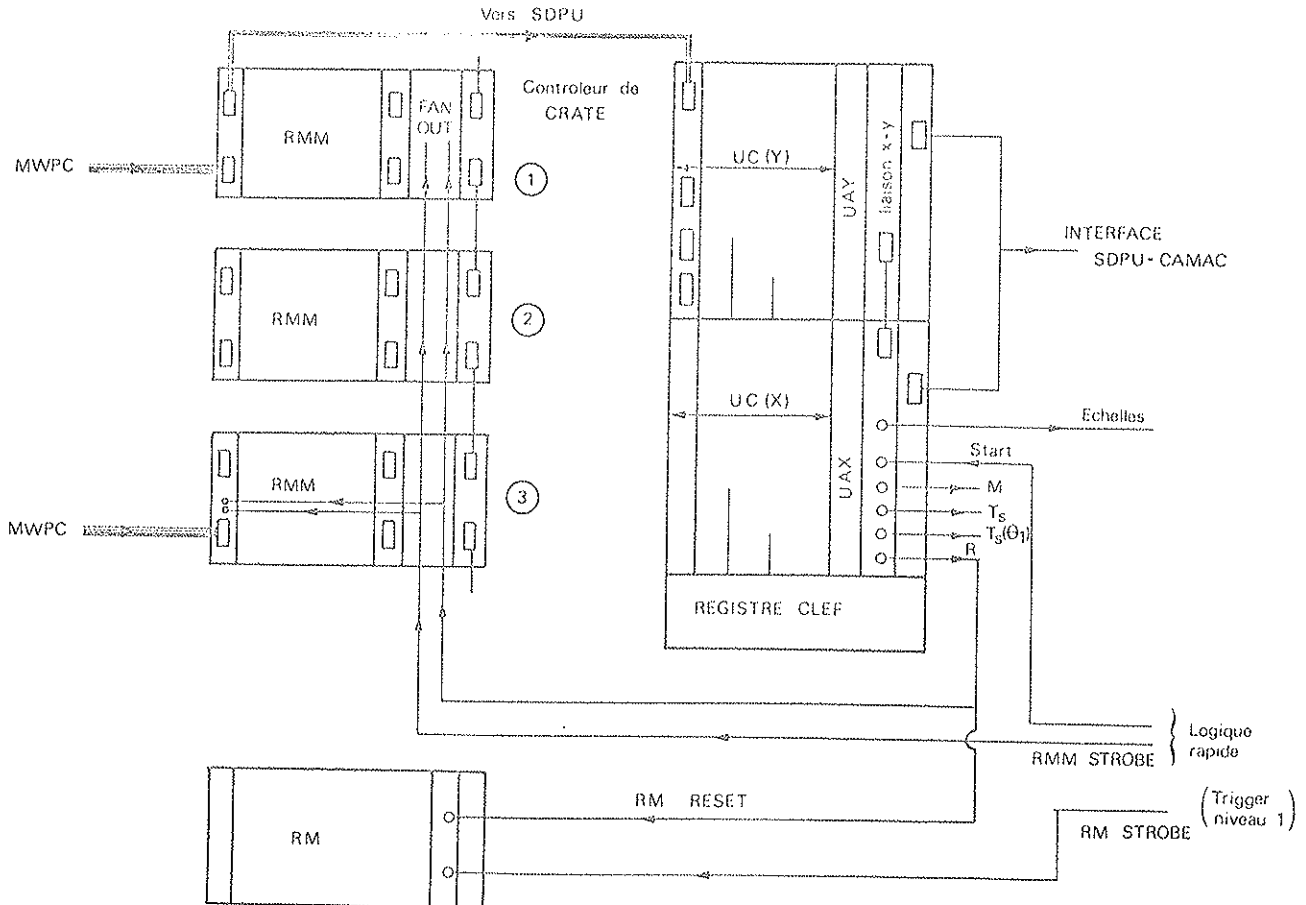 Vers SDPU
Controleur de
CRATE
RMM
FAN
OUT
MWPC
1
RMM
2
RMM
3
MWPC
UC (Y)
UAY
liaison x-y
INTERFACE
SDPU-CAMAC
UC (X)
UAX
Echelles
Start
M
Ts
Ts(θ1)
R
REGISTRE CLEF
Logique
rapide
RMM STROBE
RM RESET
RM
(Trigger
niveau 1)
RM STROBE